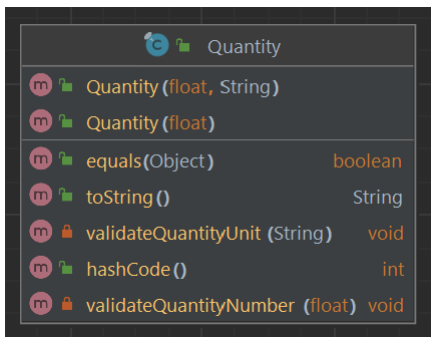 Quantity
Quantity(float, String)
Quantity(float)
equals(Object) boolean
toString() String
validateQuantityUnit (String) void
hashCode() int
validateQuantityNumber (float) void